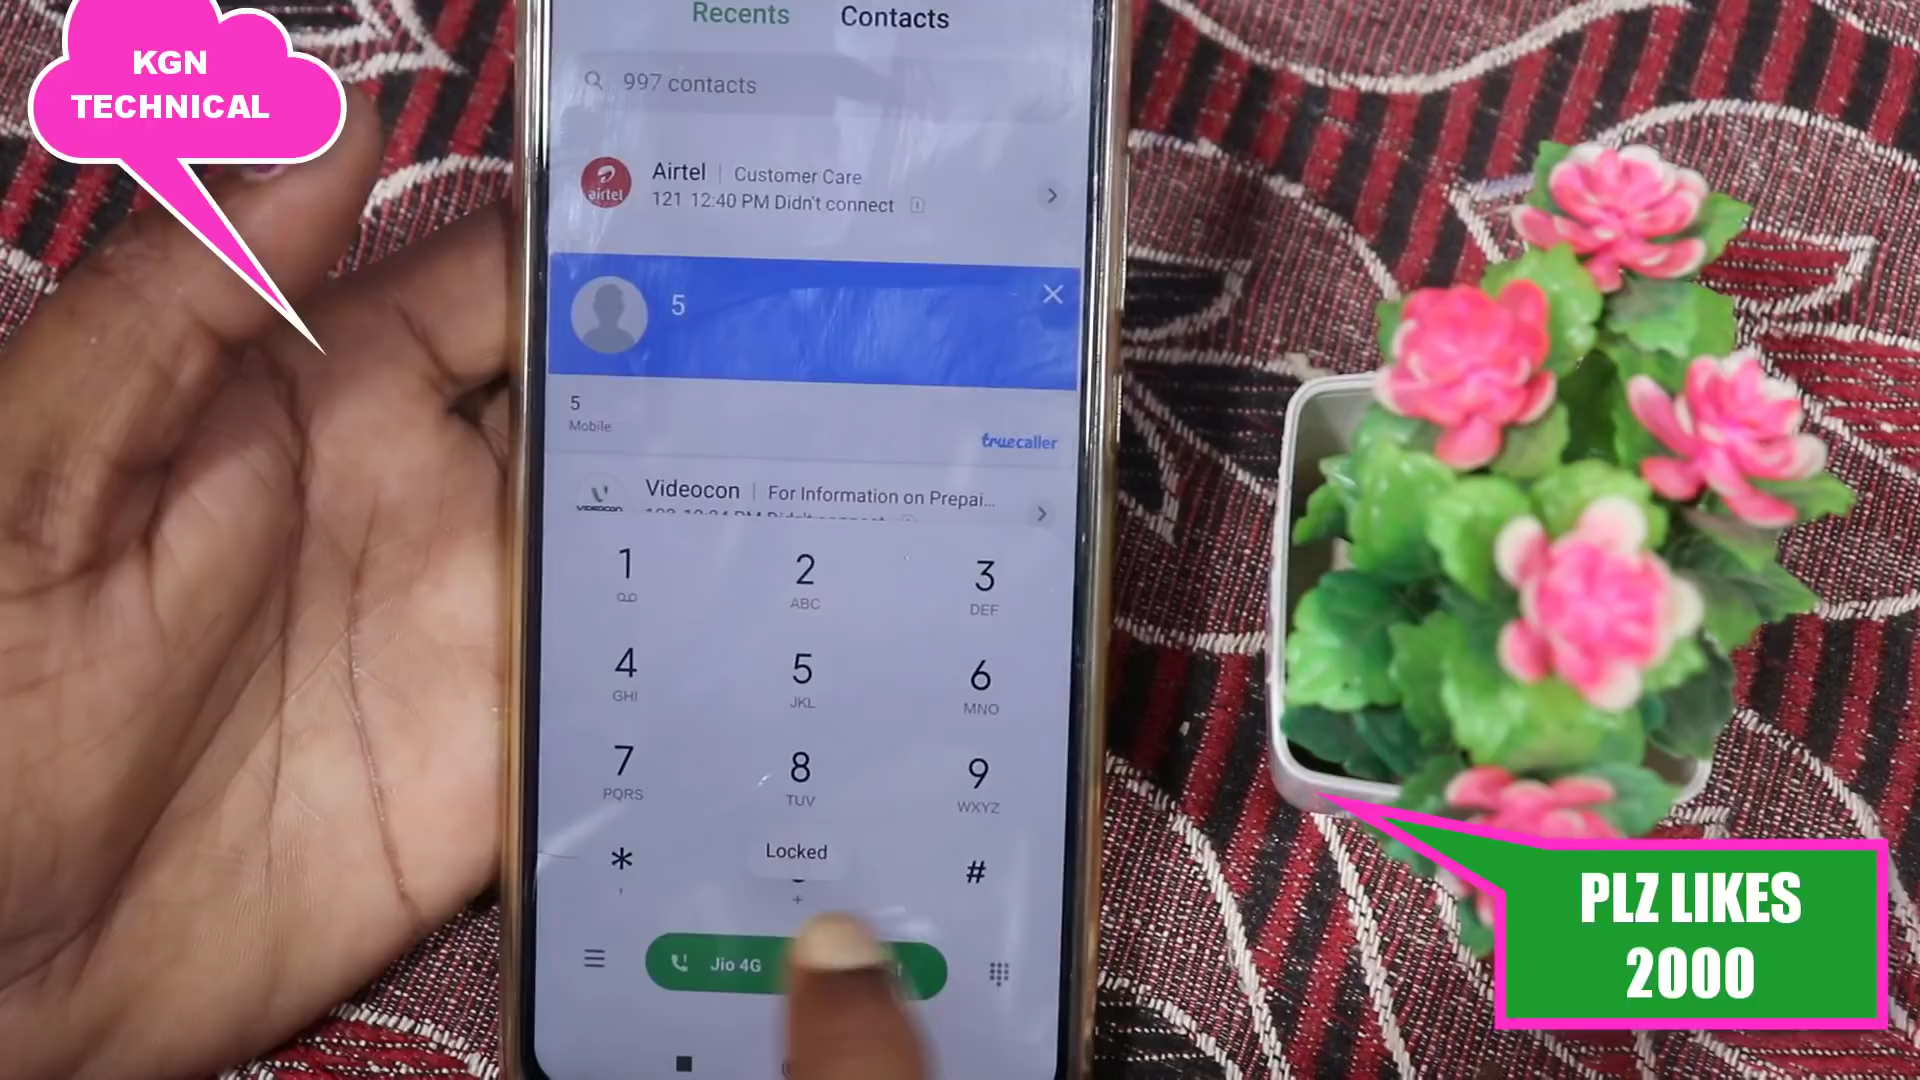 KGN
TECHNICAL
Recents Contacts
997 contacts
airtel
Airtel | Customer Care
121 12:40 PM Didn't connect
5
5
Mobile
truecaller
VIDEOCON
Videocon | For Information on Prepai...
1 2 3
ABC DEF
4 5 6
GHI JKL MNO
7 8 9
PQRS TUV WXYZ
Locked
* #
, +
Jio 4G
PLZ LIKES
2000